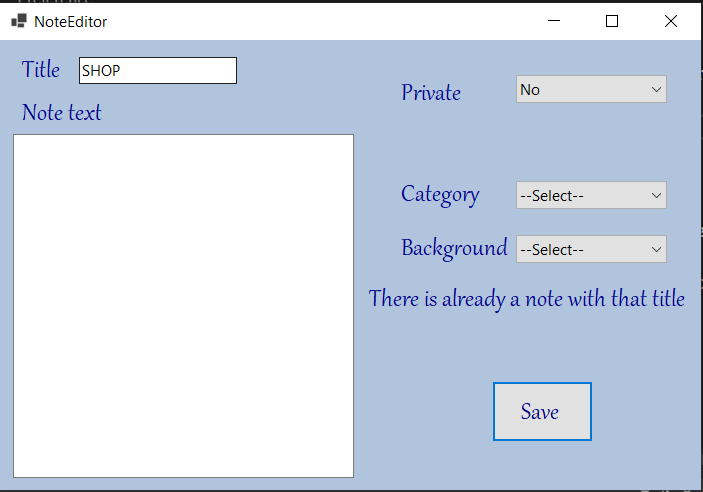 NoteEditor
Title
SHOP
Note text
Private
No
Category
--Select--
Background
--Select--
There is already a note with that title
Save